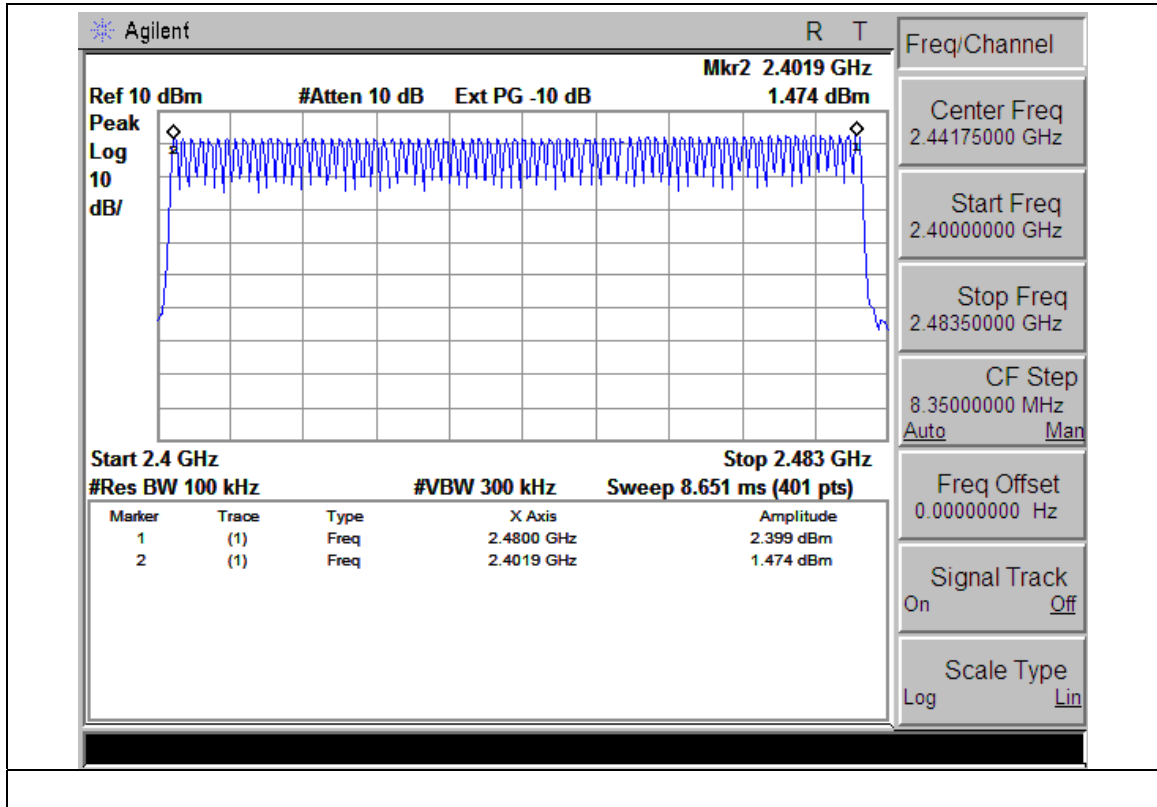 Agilent R T
Mkr2 2.4019 GHz
Ref 10 dBm #Atten 10 dB Ext PG -10 dB 1.474 dBm
Peak
Log
10
dB/
2
1
Start 2.4 GHz Stop 2.483 GHz
#Res BW 100 kHz #VBW 300 kHz Sweep 8.651 ms (401 pts)
Marker Trace Type X Axis Amplitude
1 (1) Freq 2.4800 GHz 2.399 dBm
2 (1) Freq 2.4019 GHz 1.474 dBm
Freq/Channel
Center Freq
2.44175000 GHz
Start Freq
2.40000000 GHz
Stop Freq
2.48350000 GHz
CF Step
8.35000000 MHz
Auto Man
Freq Offset
0.00000000 Hz
Signal Track
On Off
Scale Type
Log Lin